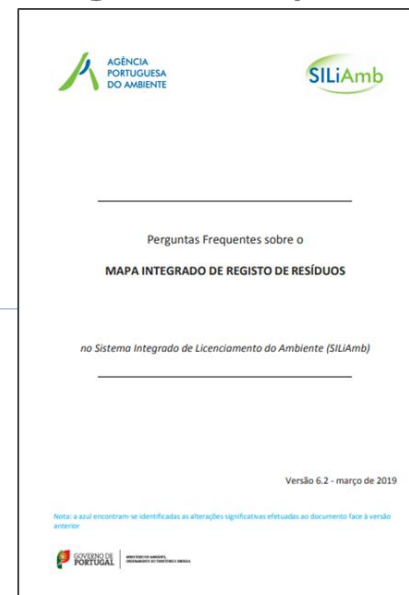 AGÊNCIA
PORTUGUESA
DO AMBIENTE
SILiAmb
Perguntas Frequentes sobre o
MAPA INTEGRADO DE REGISTO DE RESÍDUOS
no Sistema Integrado de Licenciamento do Ambiente (SILiAmb)
Versão 6.2 - março de 2019
Nota: a azul encontram-se identificadas as alterações significativas efetuadas ao documento face à versão
anterior
GOVERNO DE
PORTUGAL